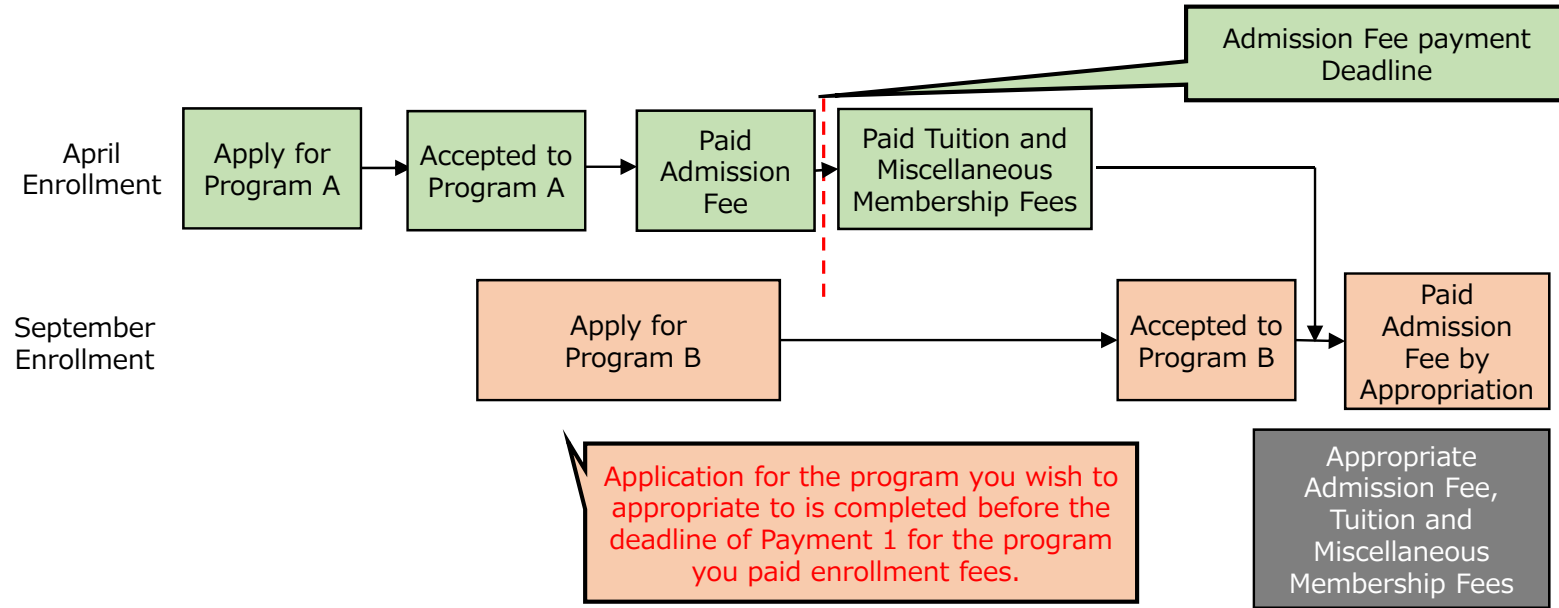 Admission Fee payment
Deadline
April
Enrollment
Apply for
Program A
Accepted to
Program A
Paid
Admission
Fee
Paid Tuition and
Miscellaneous
Membership Fees
September
Enrollment
Apply for
Program B
Accepted to
Program B
Paid
Admission
Fee by
Appropriation
Application for the program you wish to
appropriate to is completed before the
deadline of Payment 1 for the program
you paid enrollment fees.
Appropriate
Admission Fee,
Tuition and
Miscellaneous
Membership Fees